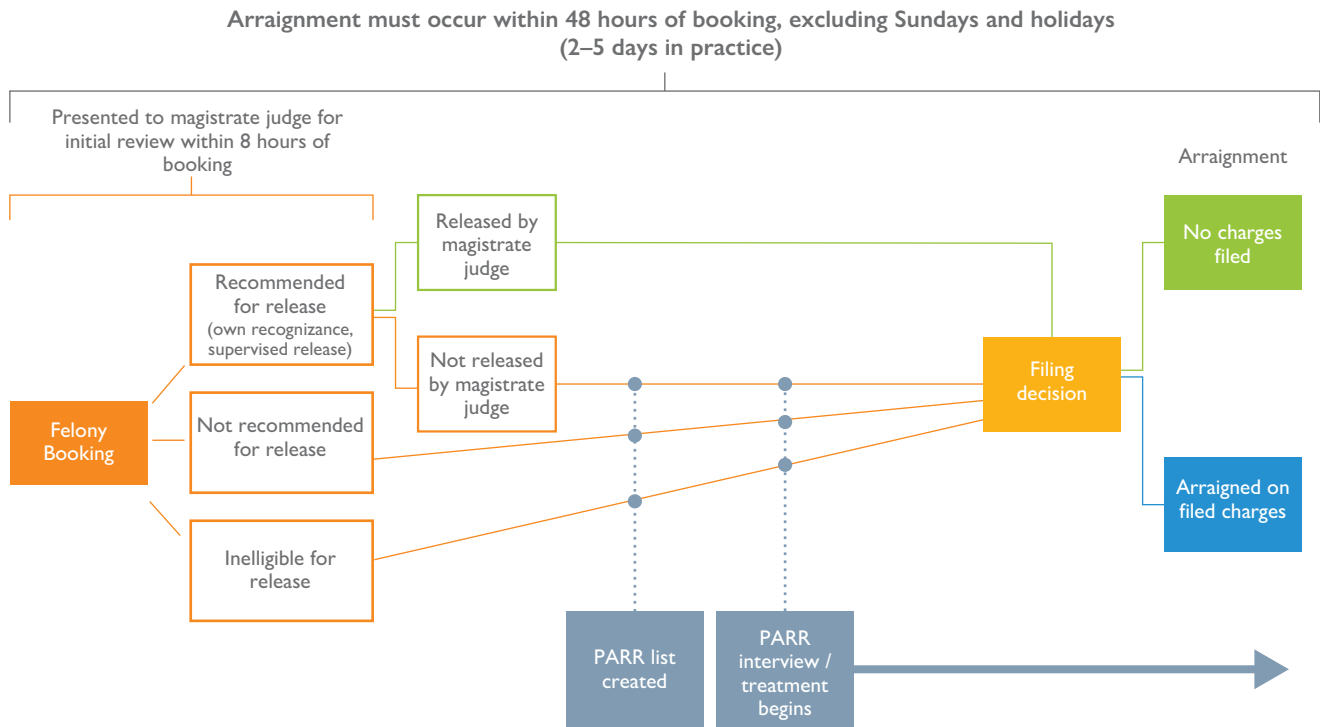 Arraignment must occur within 48 hours of booking, excluding Sundays and holidays
(2–5 days in practice)
Presented to magistrate judge for
initial review within 8 hours of
booking
Arraignment
Released by
magistrate
judge
No charges
filed
Recommended
for release
(own recognizance,
supervised release)
Not released
by magistrate
judge
Filing
decision
Felony
Booking
Not recommended
for release
Arraigned on
filed charges
Ineligible for
release
PARR list
created
PARR
interview /
treatment
begins